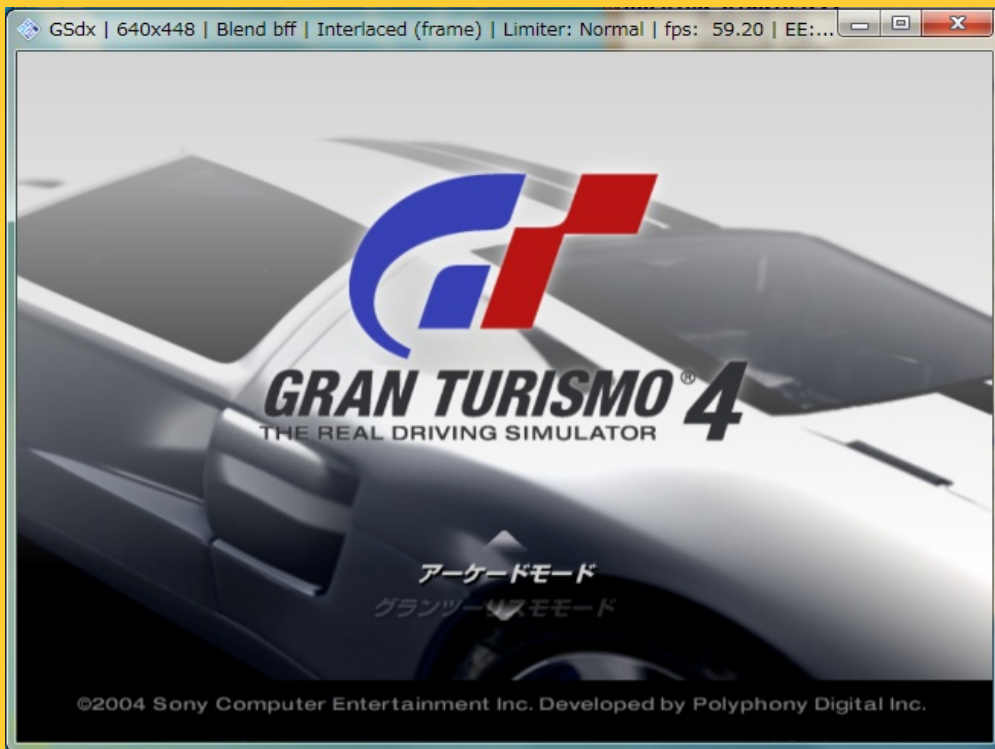 GSdx | 640x448 | Blend bff | Interlaced (frame) | Limiter: Normal | fps: 59.20 | EE:...
GRAN TURISMO® 4
THE REAL DRIVING SIMULATOR
アーケードモード
グランツーリスモモード
©2004 Sony Computer Entertainment Inc. Developed by Polyphony Digital Inc.